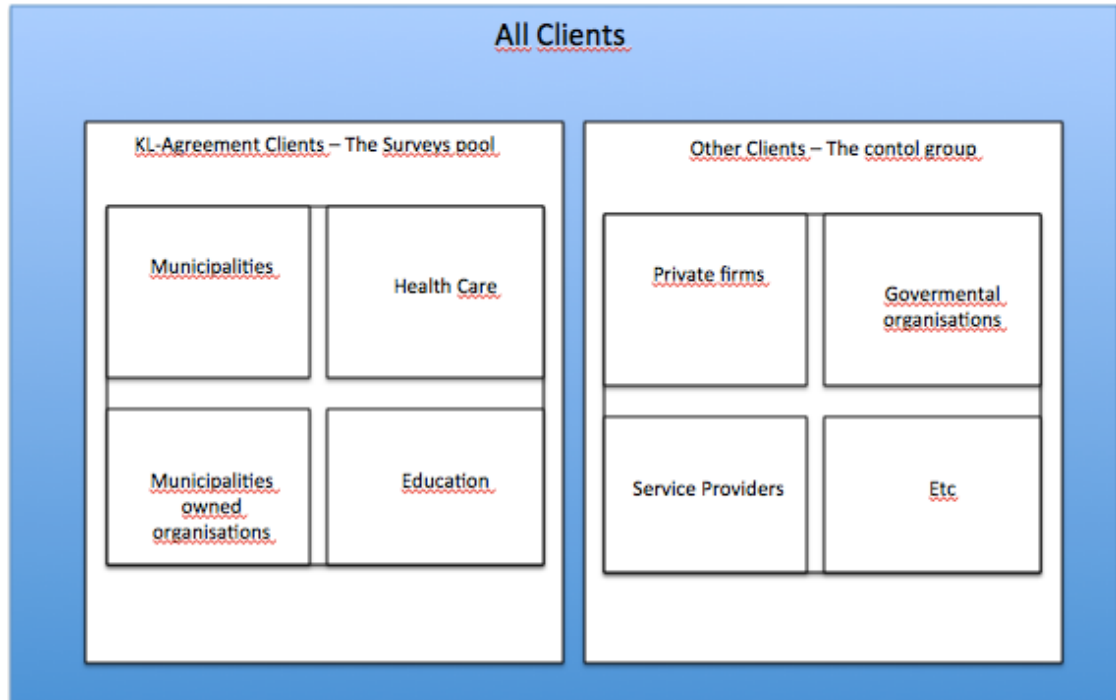 All Clients
KL-Agreement Clients – The Surveys pool
Municipalities
Health Care
Municipalities
owned
organisations
Education
Other Clients – The contol group
Private firms
Govermental
organisations
Service Providers
Etc